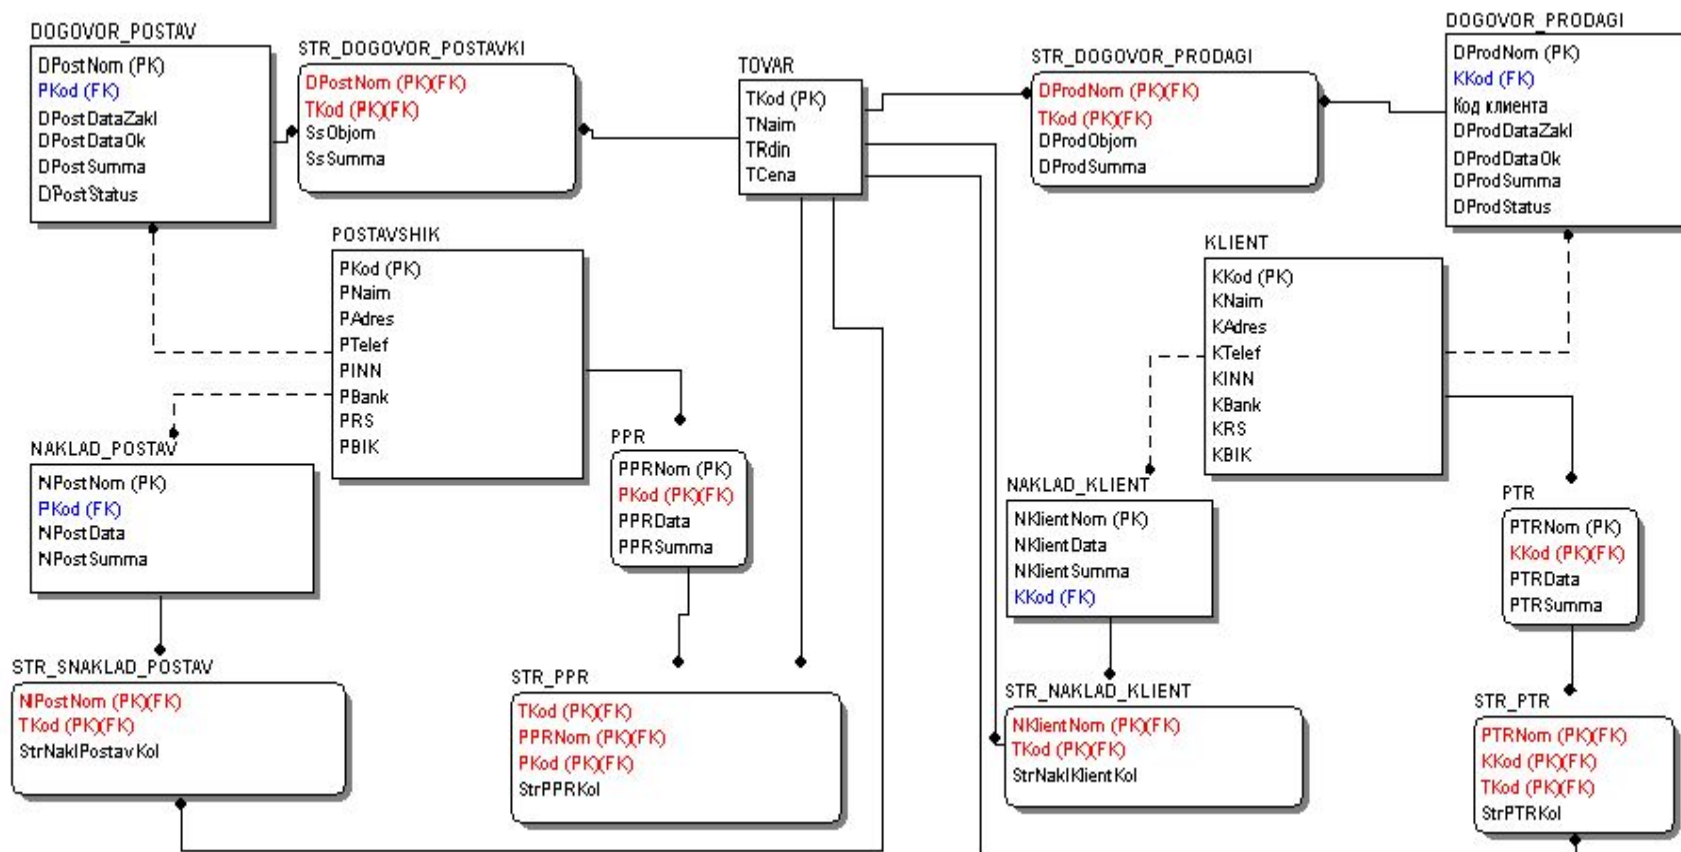 DOGOVOR_POSTAV
DPostNom (PK)
PKod (FK)
DPostDataZakl
DPostDataOk
DPostSumma
DPostStatus
STR_DOGOVOR_POSTAVKI
DPostNom (PK)(FK)
TKod (PK)(FK)
SsObjom
SsSumma
TOVAR
TKod (PK)
TNaim
TRdin
TCena
STR_DOGOVOR_PRODAGI
DProdNom (PK)(FK)
TKod (PK)(FK)
DProdObjom
DProdSumma
DOGOVOR_PRODAGI
DProdNom (PK)
KKod (FK)
Код клиента
DProdDataZakl
DProdDataOk
DProdSumma
DProdStatus
POSTAVSHIK
PKod (PK)
PNaim
PAdres
PTelef
PINN
PBank
PRS
PBIK
KLIENT
KKod (PK)
KNaim
KAdres
KTelef
KINN
KBank
KRS
KBIK
NAKLAD_POSTAV
NPostNom (PK)
PKod (FK)
NPostData
NPostSumma
PPR
PPRNom (PK)
PKod (PK)(FK)
PPRData
PPRSumma
NAKLAD_KLIENT
NKlientNom (PK)
NKlientData
NKlientSumma
KKod (FK)
PTR
PTRNom (PK)
KKod (PK)(FK)
PTRData
PTRSumma
STR_SNAKLAD_POSTAV
NPostNom (PK)(FK)
TKod (PK)(FK)
StrNaklPostavKol
STR_PPR
TKod (PK)(FK)
PPRNom (PK)(FK)
PKod (PK)(FK)
StrPPRKol
STR_NAKLAD_KLIENT
NKlientNom (PK)(FK)
TKod (PK)(FK)
StrNaklKlientKol
STR_PTR
PTRNom (PK)(FK)
KKod (PK)(FK)
TKod (PK)(FK)
StrPTRKol